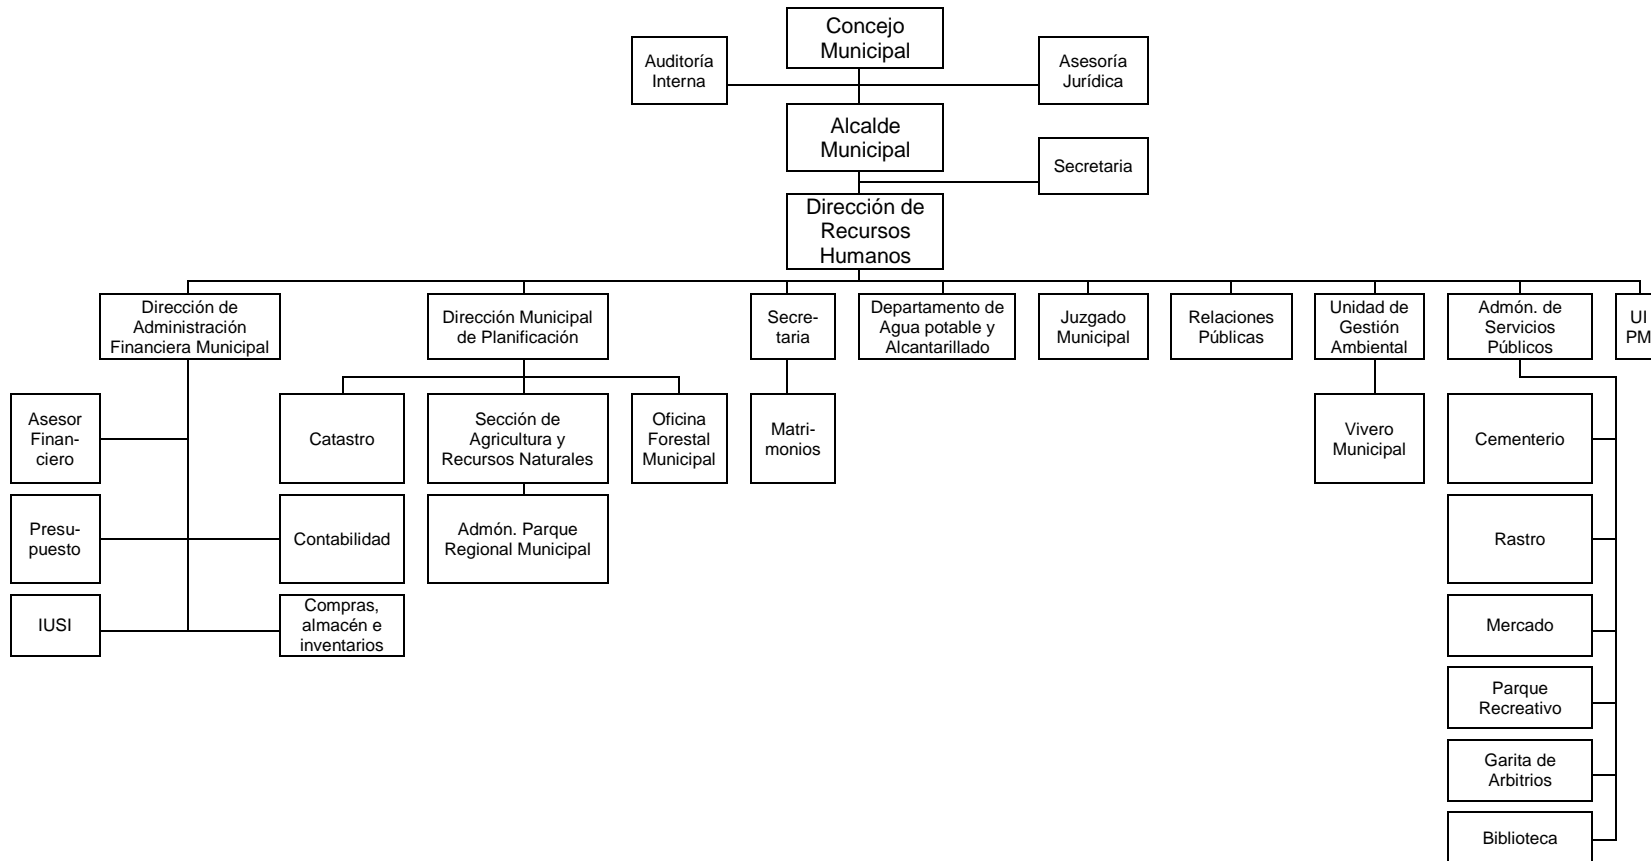 Concejo
Municipal
Auditoría
Interna
Asesoría
Jurídica
Alcalde
Municipal
Secretaria
Dirección de
Recursos
Humanos
Dirección de
Administración
Financiera Municipal
Dirección Municipal
de Planificación
Secre-
taria
Departamento de
Agua potable y
Alcantarillado
Juzgado
Municipal
Relaciones
Públicas
Unidad de
Gestión
Ambiental
Admón. de
Servicios
Públicos
UI
PM
Asesor
Finan-
ciero
Catastro
Sección de
Agricultura y
Recursos Naturales
Oficina
Forestal
Municipal
Matri-
monios
Vivero
Municipal
Cementerio
Presu-
puesto
Contabilidad
Admón. Parque
Regional Municipal
Rastro
IUSI
Compras,
almacén e
inventarios
Mercado
Parque
Recreativo
Garita de
Arbitrios
Biblioteca